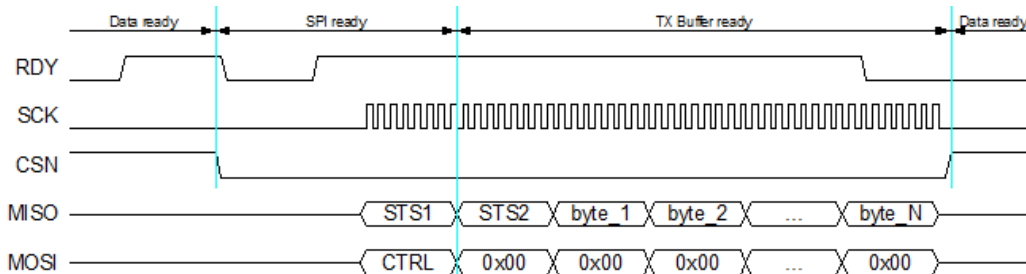 Data ready SPI ready TX Buffer ready Data ready
RDY
SCK
CSN
MISO STS1 STS2 byte_1 byte_2 ... byte_N
MOSI CTRL 0x00 0x00 0x00 ... 0x00